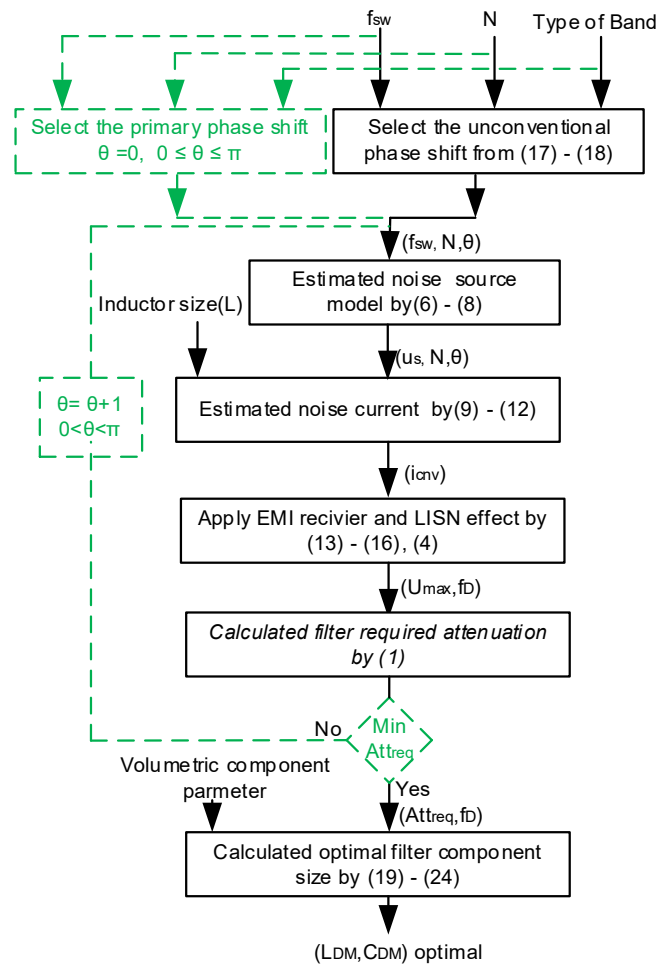 fsw
N
Type of Band
Select the primary phase shift
θ =0, 0 ≤ θ ≤ π
Select the unconventional
phase shift from (17) - (18)
(fsw, N,θ)
Estimated noise source
model by(6) - (8)
Inductor size(L)
(us, N,θ)
θ= θ+1
0<θ<π
Estimated noise current by(9) - (12)
(icnv)
Apply EMI recivier and LISN effect by
(13) - (16), (4)
(Umax,fD)
Calculated filter required attenuation
by (1)
No
Min
Attreq
Volumetric component
parmeter
Yes
(Attreq,fD)
Calculated optimal filter component
size by (19) - (24)
(LDM,CDM) optimal